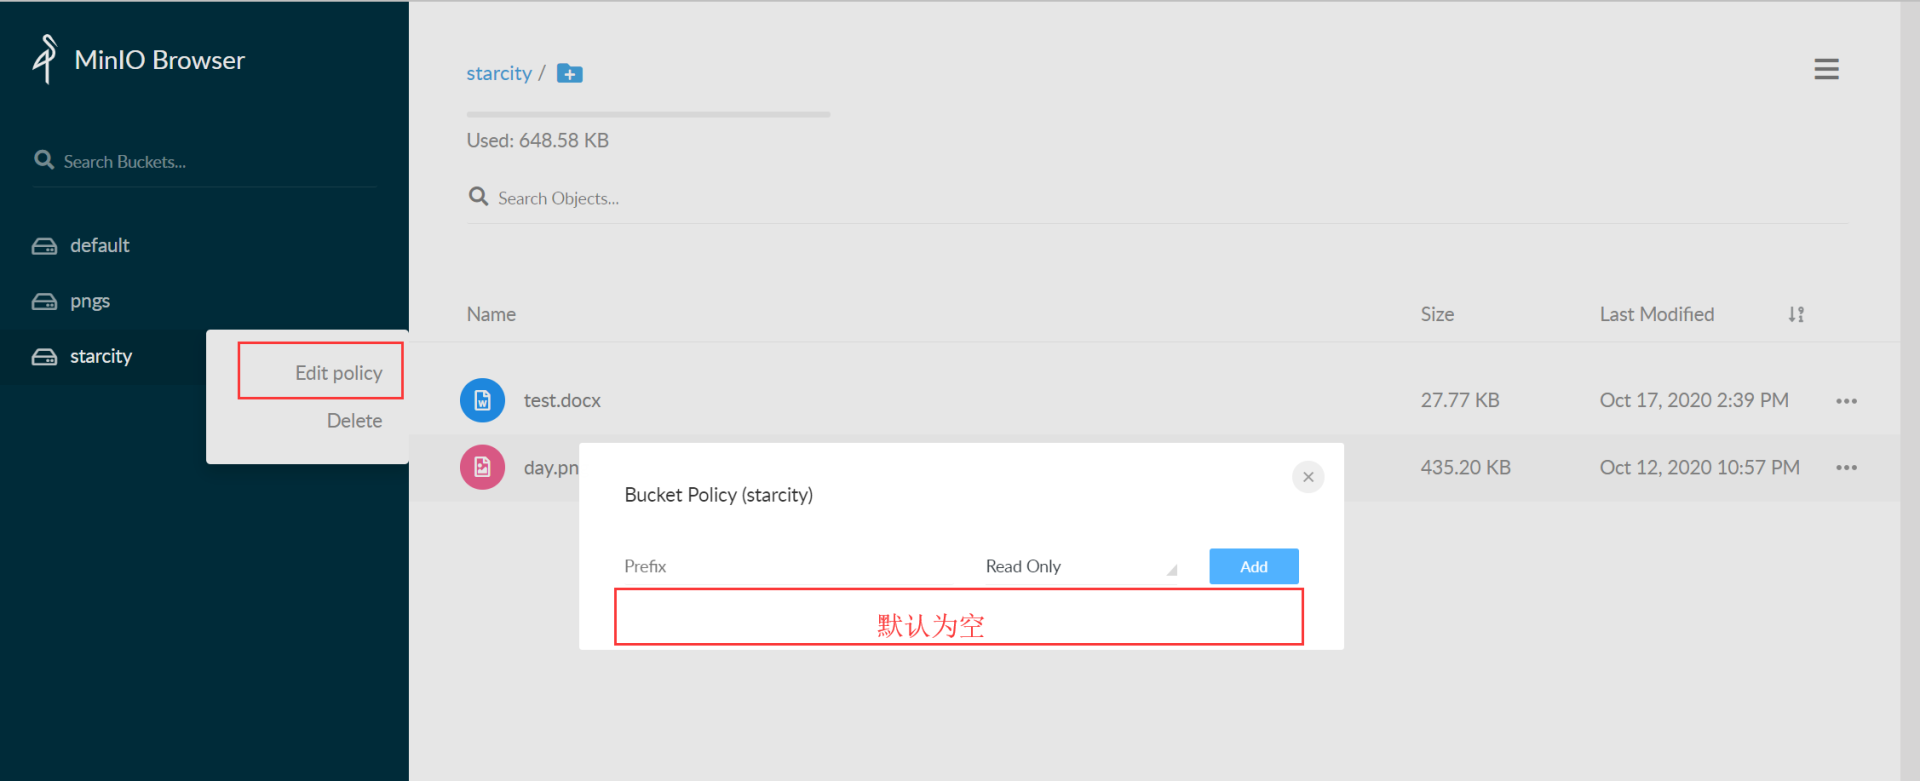 MinIO Browser
Search Buckets...
default
pngs
starcity
Edit policy
Delete
starcity /
Used: 648.58 KB
Search Objects...
Name Size Last Modified
test.docx 27.77 KB Oct 17, 2020 2:39 PM
day.pn 435.20 KB Oct 12, 2020 10:57 PM
Bucket Policy (starcity)
Prefix Read Only Add
默认为空